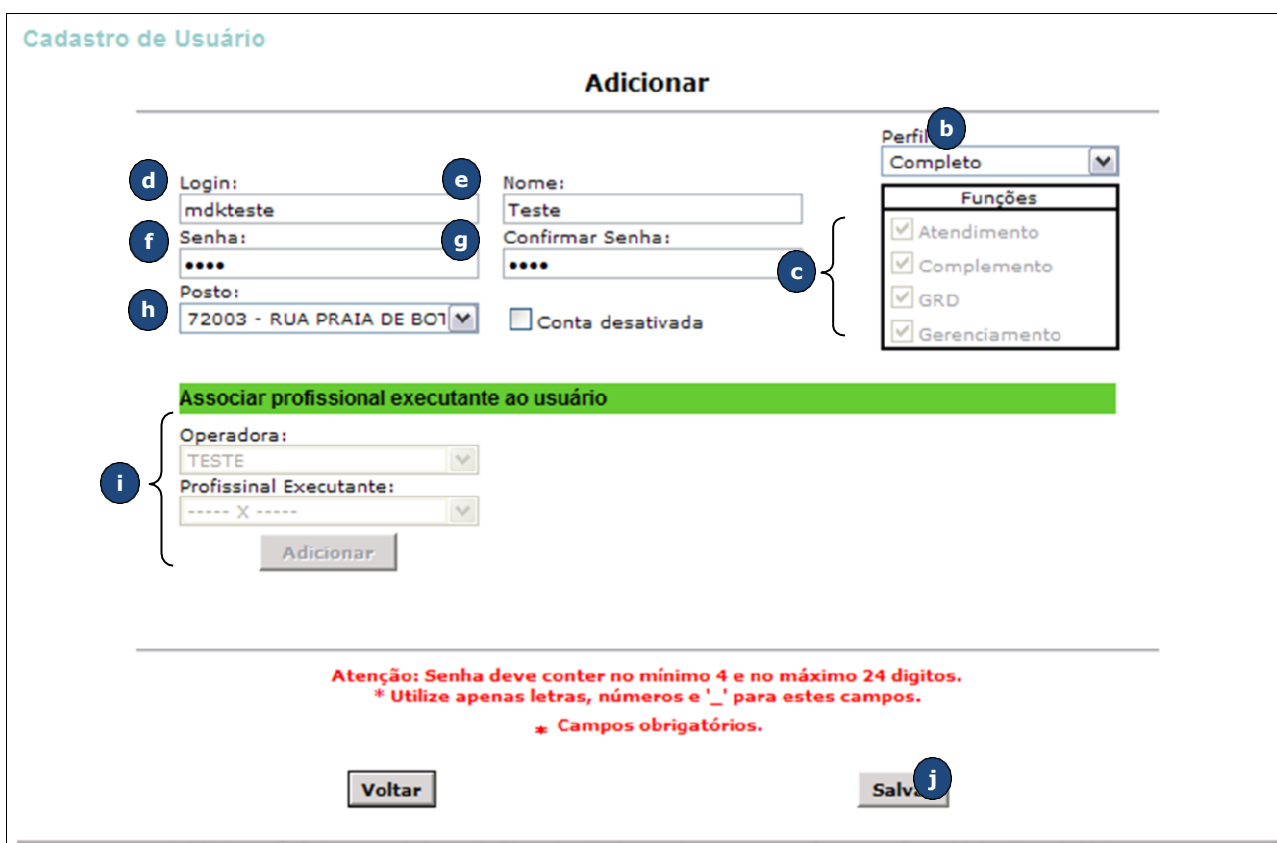 Cadastro de Usuário
Adicionar
b
Perfil
Completo
d
Login:
e
Nome:
mdkteste
Teste
Funções
f
Senha:
g
Confirmar Senha:
••••
••••
c
Atendimento
Complemento
GRD
Gerenciamento
h
Posto:
72003 - RUA PRAIA DE BOT
Conta desativada
Associar profissional executante ao usuário
i
Operadora:
TESTE
Profissinal Executante:
----- X -----
Adicionar
Atenção: Senha deve conter no mínimo 4 e no máximo 24 digitos.
* Utilize apenas letras, números e '_' para estes campos.
* Campos obrigatórios.
Voltar
Salva
j